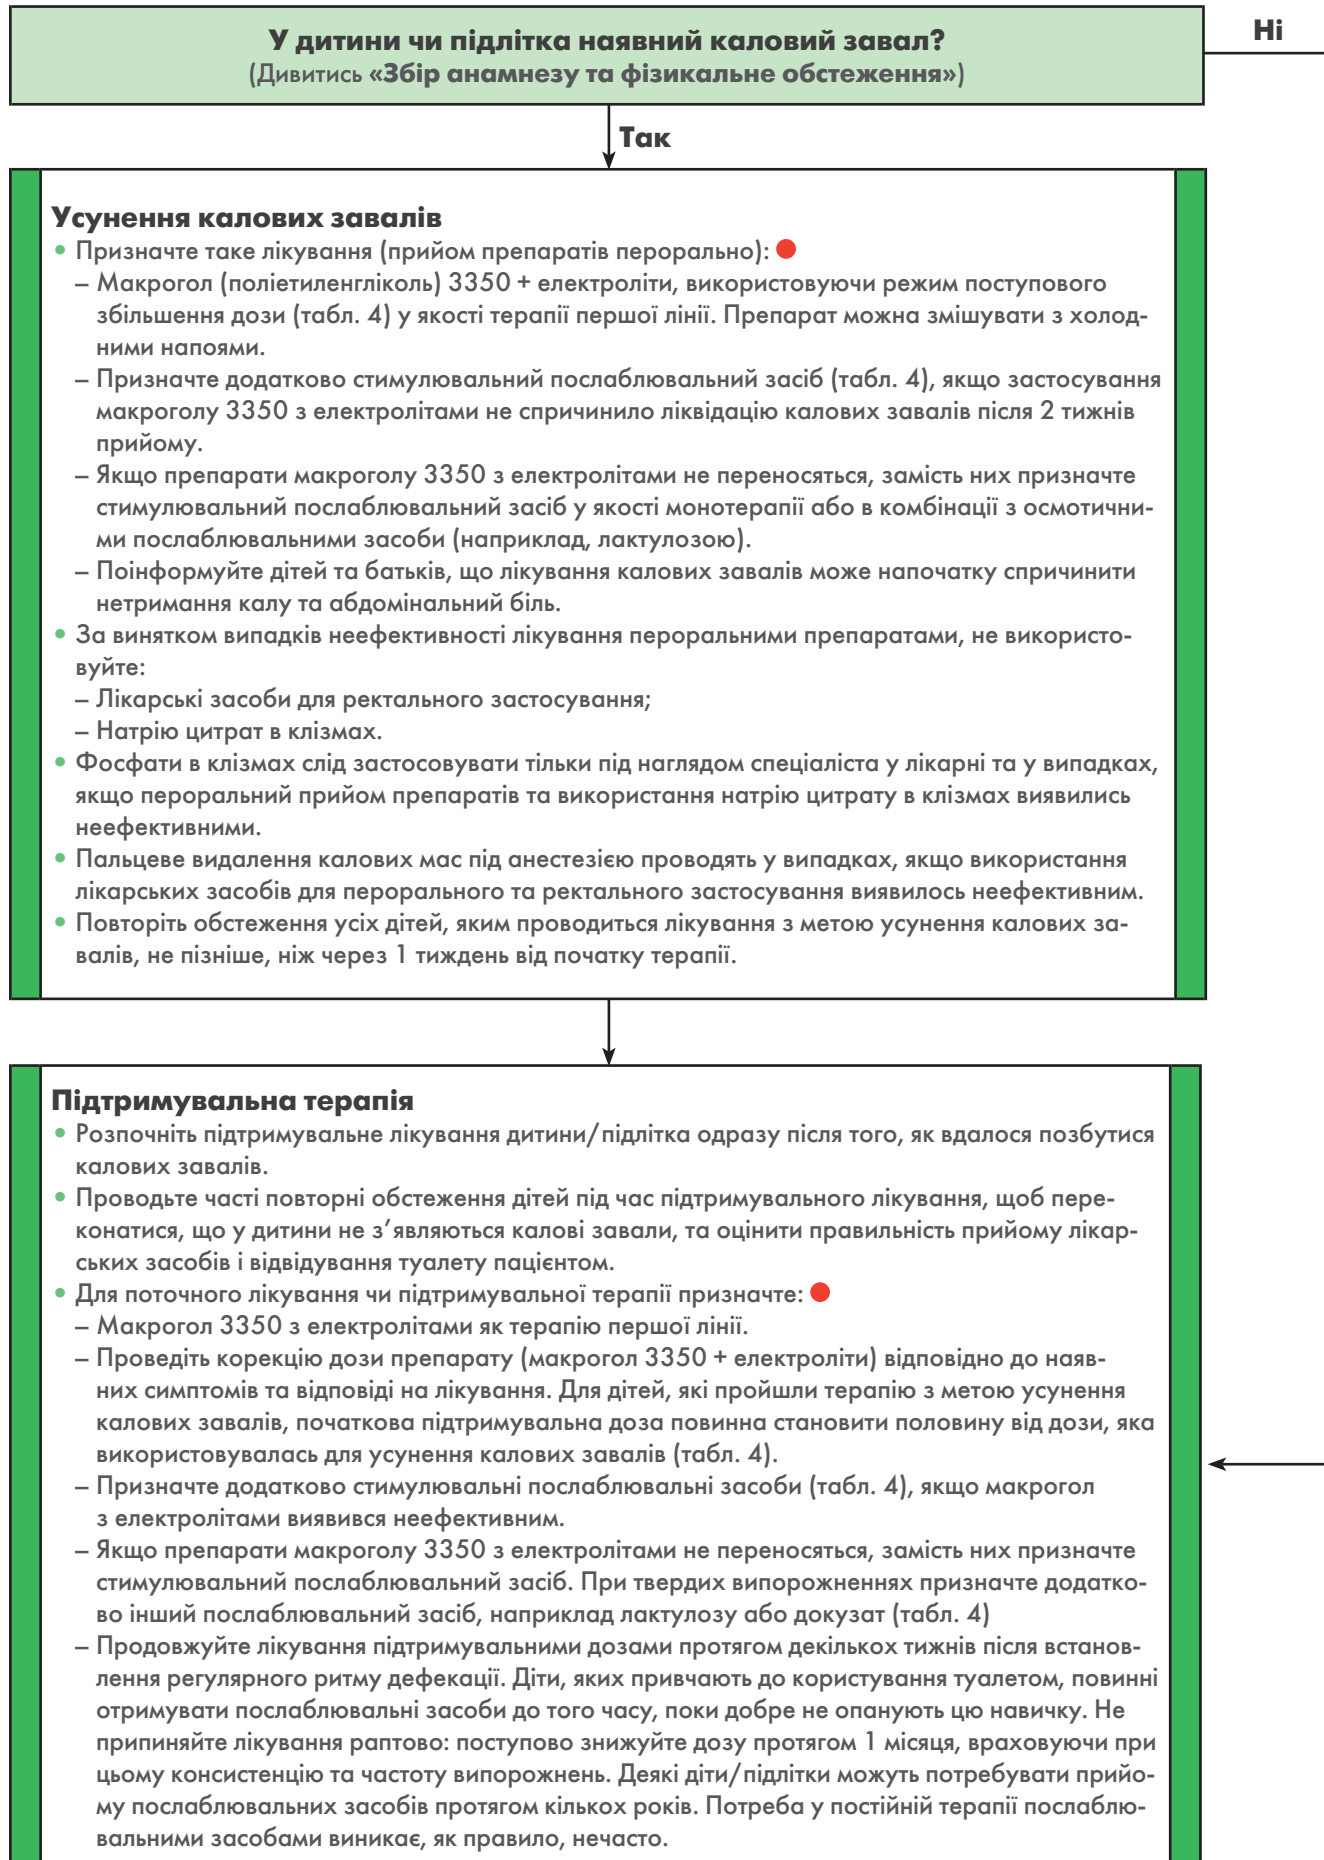 У дитини чи підлітка наявний каловий завал?
(Дивитись «Збір анамнезу та фізикальне обстеження»)
Ні
Так
Усунення калових завалів
• Призначте таке лікування (прийом препаратів перорально):
– Макрогол (поліетиленгліколь) 3350 + електроліти, використовуючи режим поступового
збільшення дози (табл. 4) у якості терапії першої лінії. Препарат можна змішувати з холод-
ними напоями.
– Призначте додатково стимулювальний послаблювальний засіб (табл. 4), якщо застосування
макроголу 3350 з електролітами не спричинило ліквідацію калових завалів після 2 тижнів
прийому.
– Якщо препарати макроголу 3350 з електролітами не переносяться, замість них призначте
стимулювальний послаблювальний засіб у якості монотерапії або в комбінації з осмотични-
ми послаблювальними засоби (наприклад, лактулозою).
– Поінформуйте дітей та батьків, що лікування калових завалів може напочатку спричинити
нетримання калу та абдомінальний біль.
• За винятком випадків неефективності лікування пероральними препаратами, не використо-
вуйте:
– Лікарські засоби для ректального застосування;
– Натрію цитрат в клізмах.
• Фосфати в клізмах слід застосовувати тільки під наглядом спеціаліста у лікарні та у випадках,
якщо пероральний прийом препаратів та використання натрію цитрату в клізмах виявились
неефективними.
• Пальцеве видалення калових мас під анестезією проводять у випадках, якщо використання
лікарських засобів для перорального та ректального застосування виявилось неефективним.
• Повторіть обстеження усіх дітей, яким проводиться лікування з метою усунення калових за-
валів, не пізніше, ніж через 1 тиждень від початку терапії.
Підтримувальна терапія
• Розпочніть підтримувальне лікування дитини/підлітка одразу після того, як вдалося позбутися
калових завалів.
• Проводьте часті повторні обстеження дітей під час підтримувального лікування, щоб пере-
конатися, що у дитини не з’являються калові завали, та оцінити правильність прийому лікар-
ських засобів і відвідування туалету пацієнтом.
• Для поточного лікування чи підтримувальної терапії призначте:
– Макрогол 3350 з електролітами як терапію першої лінії.
– Проведіть корекцію дози препарату (макрогол 3350 + електроліти) відповідно до наяв-
них симптомів та відповіді на лікування. Для дітей, які пройшли терапію з метою усунення
калових завалів, початкова підтримувальна доза повинна становити половину від дози, яка
використовувалась для усунення калових завалів (табл. 4).
– Призначте додатково стимулювальні послаблювальні засоби (табл. 4), якщо макрогол
з електролітами виявився неефективним.
– Якщо препарати макроголу 3350 з електролітами не переносяться, замість них призначте
стимулювальний послаблювальний засіб. При твердих випорожненнях призначте додатко-
во інший послаблювальний засіб, наприклад лактулозу або докузат (табл. 4)
– Продовжуйте лікування підтримувальними дозами протягом декількох тижнів після встанов-
лення регулярного ритму дефекації. Діти, яких привчають до користування туалетом, повинні
отримувати послаблювальні засоби до того часу, поки добре не опанують цю навичку. Не
припиняйте лікування раптово: поступово знижуйте дозу протягом 1 місяця, враховуючи при
цьому консистенцію та частоту випорожнень. Деякі діти/підлітки можуть потребувати прийо-
му послаблювальних засобів протягом кількох років. Потреба у постійній терапії послаблю-
вальними засобами виникає, як правило, нечасто.